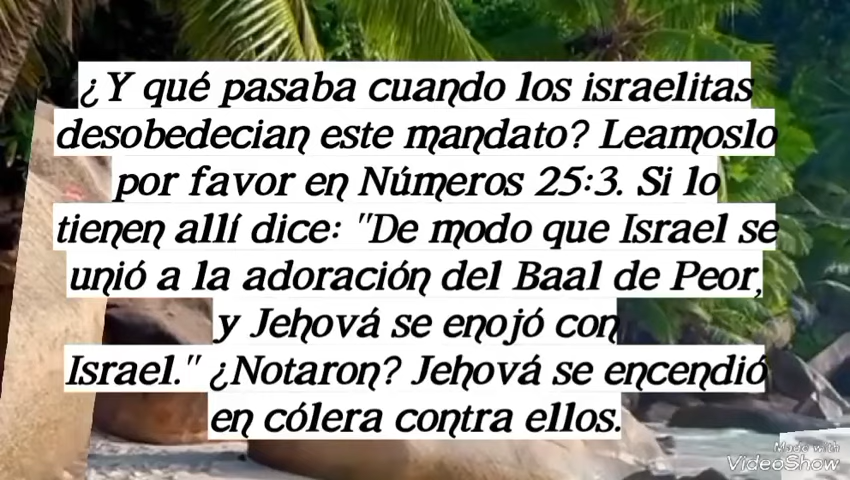 ¿Y qué pasaba cuando los israelitas
desobedecian este mandato? Leamoslo
por favor en Números 25:3. Si lo
tienen allí dice: "De modo que Israel se
unió a la adoración del Baal de Peor,
y Jehová se enojó con
Israel." ¿Notaron? Jehová se encendió
en cólera contra ellos.
Made with
VideoShow